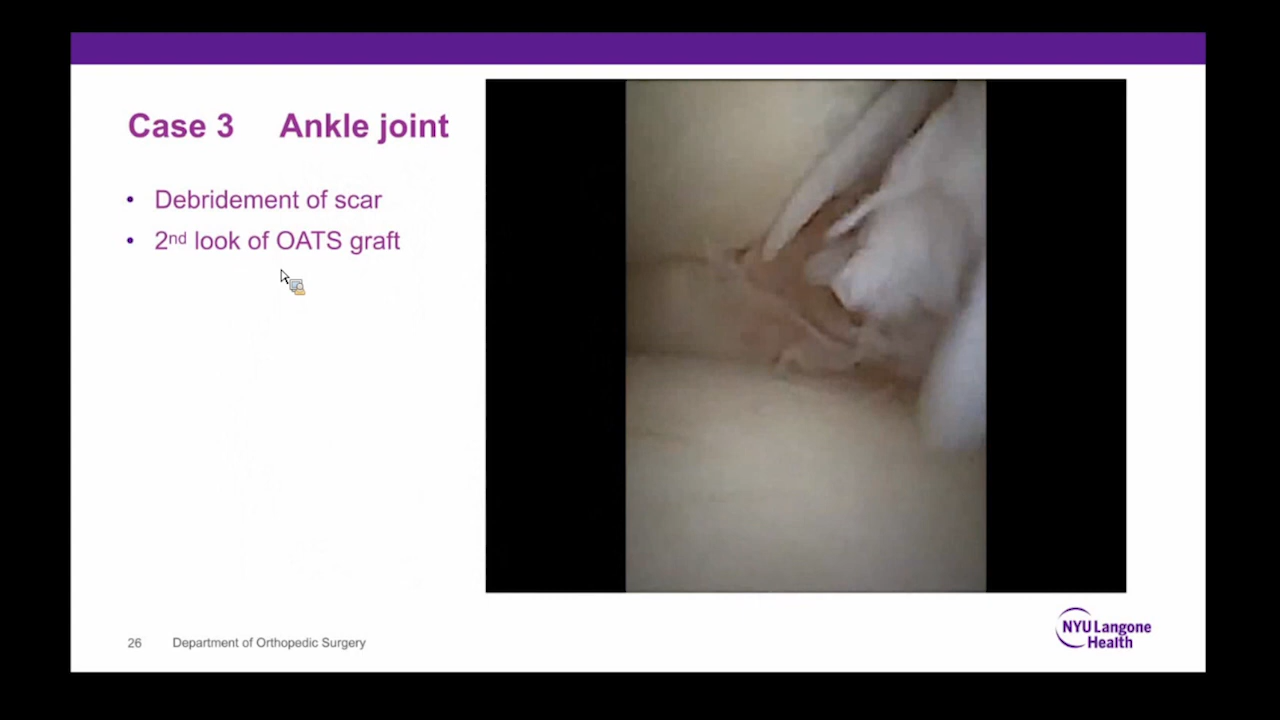 Case 3 Ankle joint
• Debridement of scar
• 2nd look of OATS graft
26 Department of Orthopedic Surgery
NYU Langone
Health